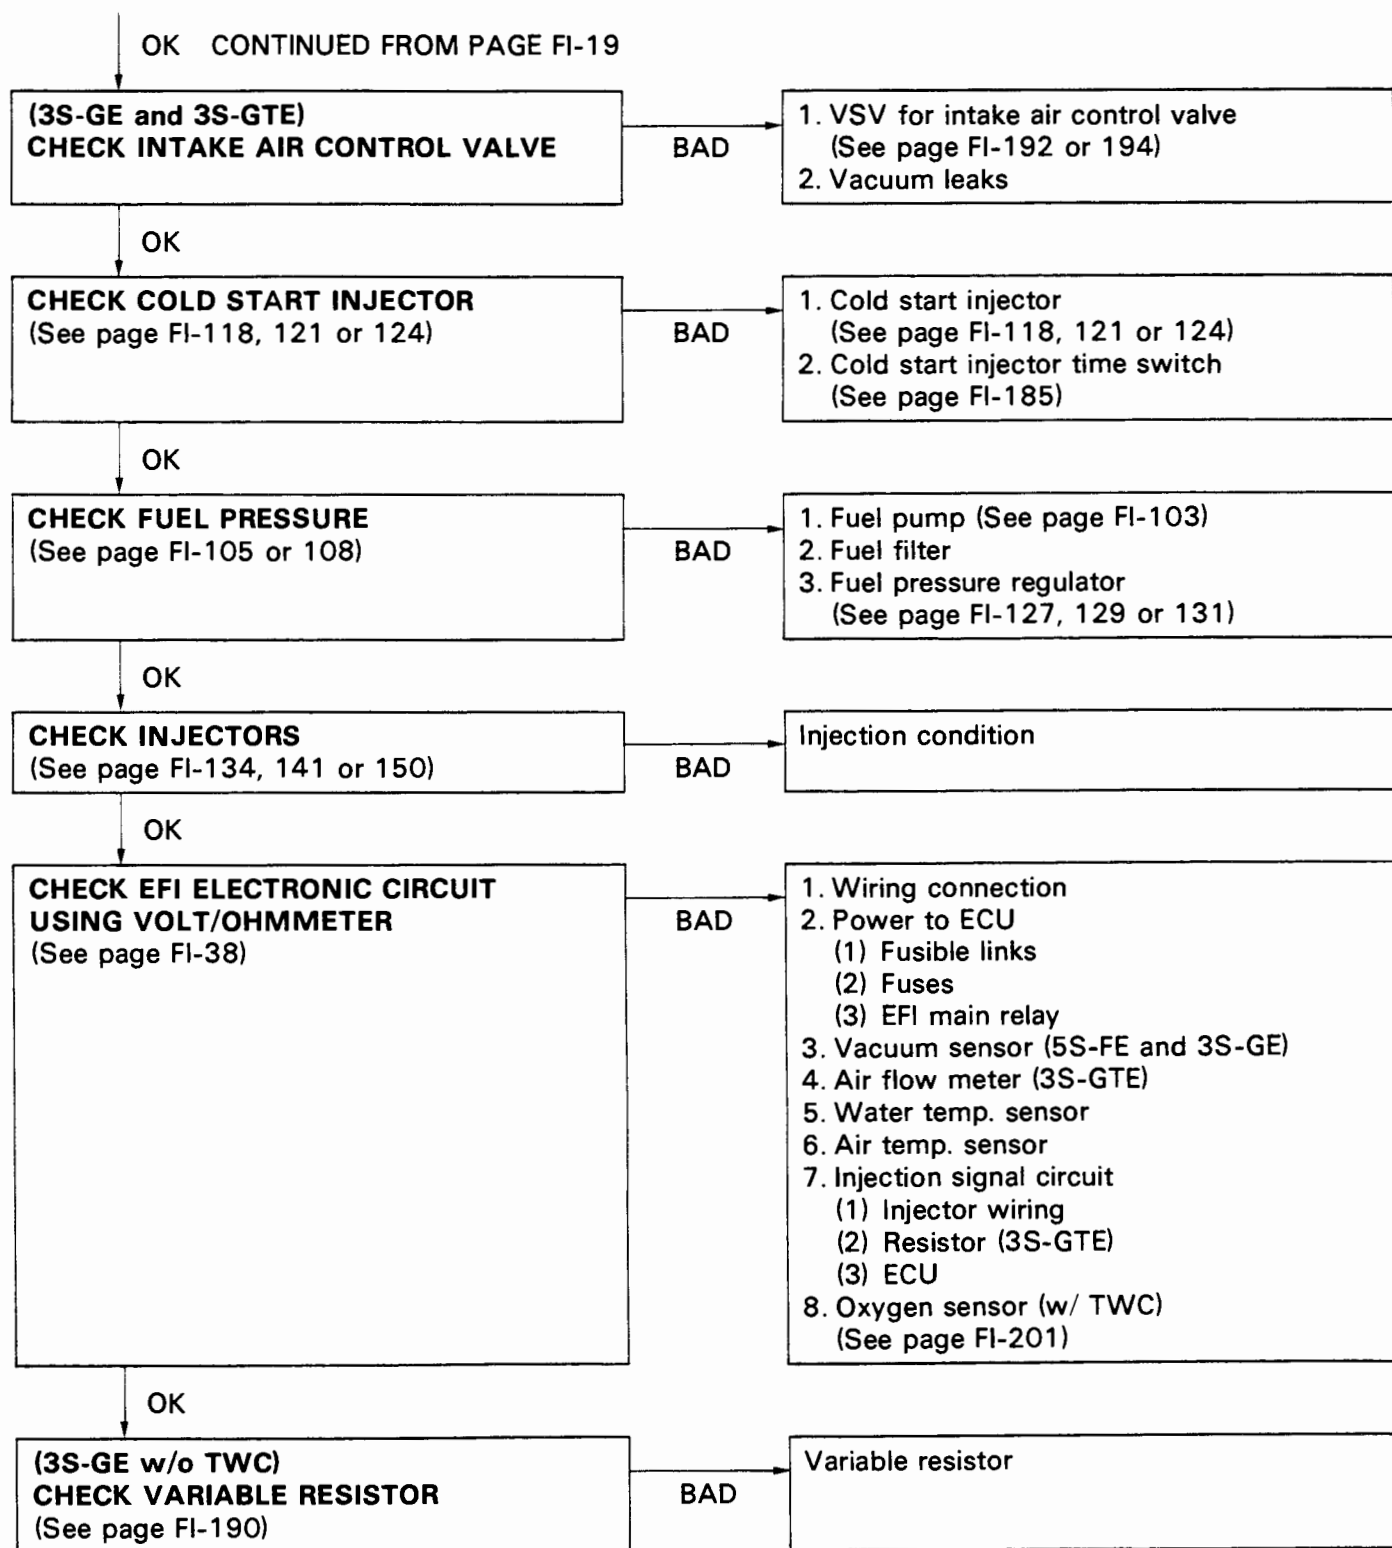 OK CONTINUED FROM PAGE FI-19
(3S-GE and 3S-GTE)
CHECK INTAKE AIR CONTROL VALVE
BAD
1. VSV for intake air control valve
(See page FI-192 or 194)
2. Vacuum leaks
OK
CHECK COLD START INJECTOR
(See page FI-118, 121 or 124)
BAD
1. Cold start injector
(See page FI-118, 121 or 124)
2. Cold start injector time switch
(See page FI-185)
OK
CHECK FUEL PRESSURE
(See page FI-105 or 108)
BAD
1. Fuel pump (See page FI-103)
2. Fuel filter
3. Fuel pressure regulator
(See page FI-127, 129 or 131)
OK
CHECK INJECTORS
(See page FI-134, 141 or 150)
BAD
Injection condition
OK
CHECK EFI ELECTRONIC CIRCUIT
USING VOLT/OHMMETER
(See page FI-38)
BAD
1. Wiring connection
2. Power to ECU
(1) Fusible links
(2) Fuses
(3) EFI main relay
3. Vacuum sensor (5S-FE and 3S-GE)
4. Air flow meter (3S-GTE)
5. Water temp. sensor
6. Air temp. sensor
7. Injection signal circuit
(1) Injector wiring
(2) Resistor (3S-GTE)
(3) ECU
8. Oxygen sensor (w/ TWC)
(See page FI-201)
OK
(3S-GE w/o TWC)
CHECK VARIABLE RESISTOR
(See page FI-190)
BAD
Variable resistor